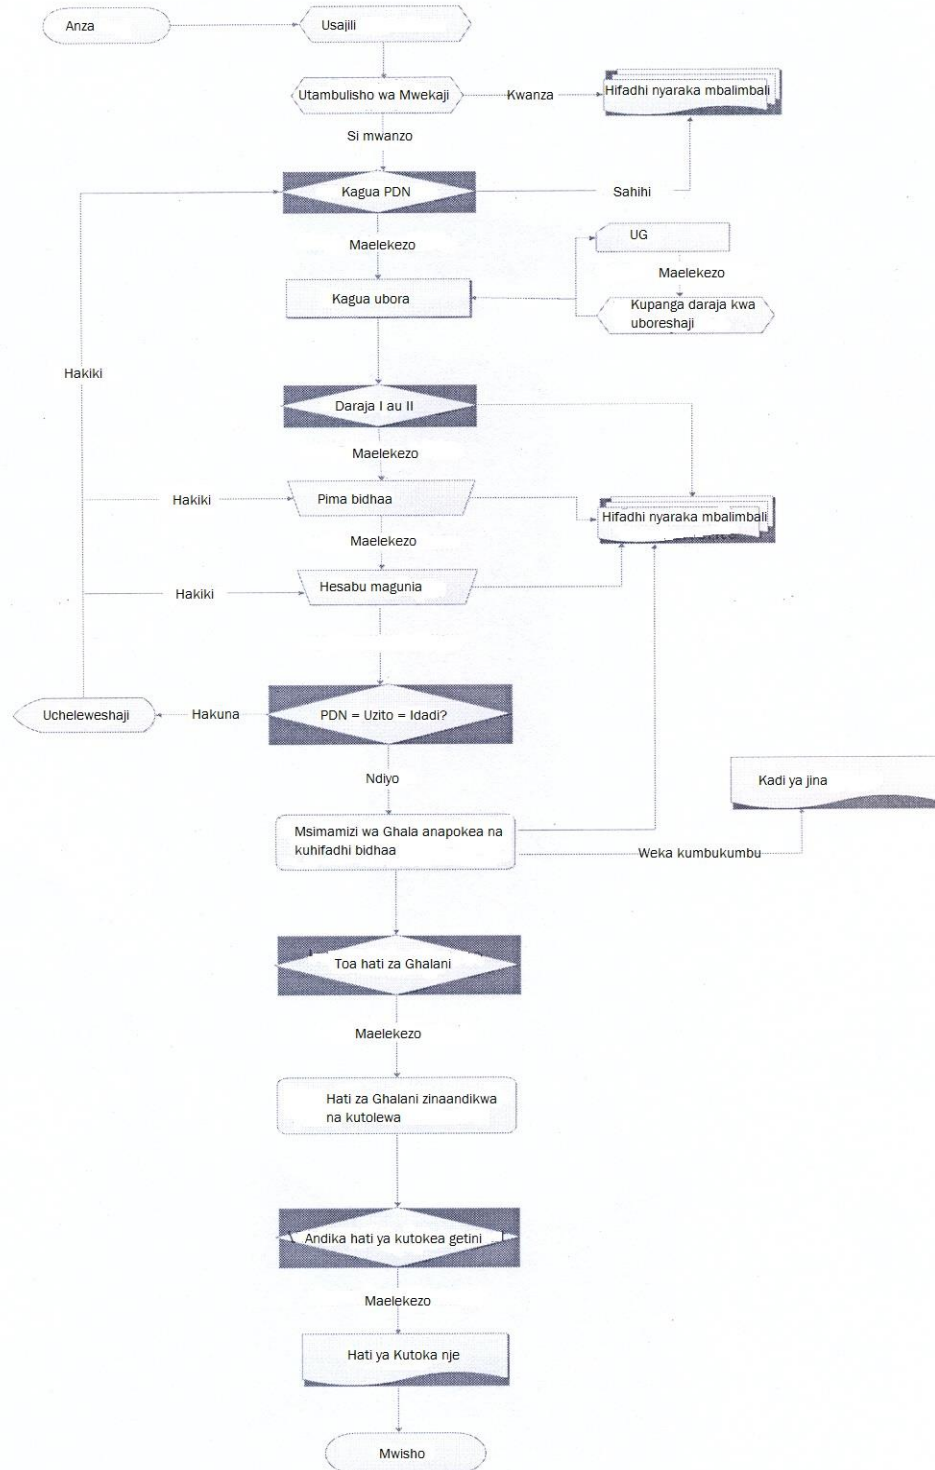 Anza
Usajili
Utambulisho wa Mwekaji
Kwanza
Hifadhi nyaraka mbalimbali
Si mwanzo
Kagua PDN
Sahihi
Maelekezo
UG
Maelekezo
Kagua ubora
Kupanga daraja kwa
uboreshaji
Hakiki
Daraja I au II
Maelekezo
Hakiki
Pima bidhaa
Hifadhi nyaraka mbalimbali
Maelekezo
Hakiki
Hesabu magunia
Ucheleweshaji
Hakuna
PDN = Uzito = Idadi?
Ndiyo
Kadi ya jina
Msimamizi wa Ghala anapokea na
kuhifadhi bidhaa
Weka kumbukumbu
Toa hati za Ghalani
Maelekezo
Hati za Ghalani zinaandikwa
na kutolewa
Andika hati ya kutokea getini
Maelekezo
Hati ya Kutoka nje
Mwisho